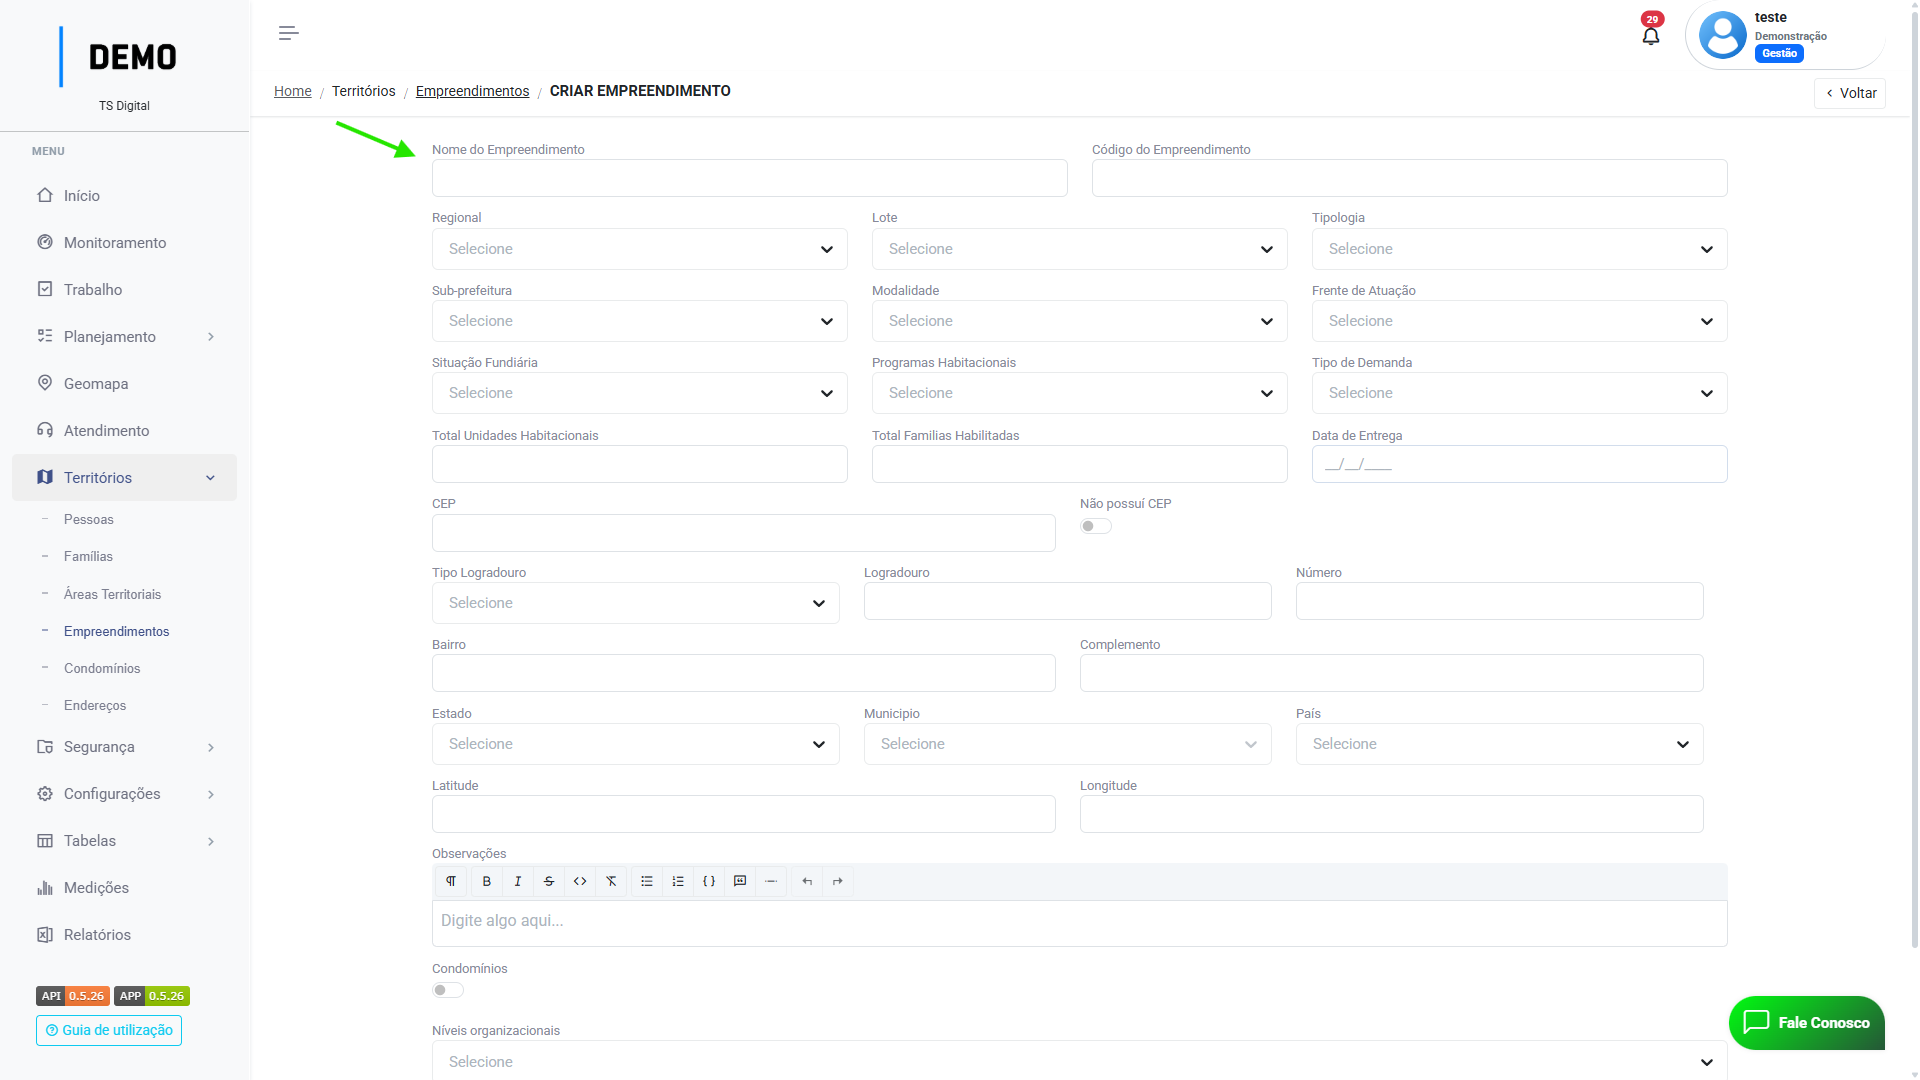 DEMO
TS Digital
MENU
Início
Monitoramento
Trabalho
Planejamento
Geomapa
Atendimento
Territórios
Pessoas
Famílias
Áreas Territoriais
Empreendimentos
Condomínios
Endereços
Segurança
Configurações
Tabelas
Medições
Relatórios
API 0.5.26 APP 0.5.26
Guia de utilização
29
teste
Demonstração
Gestão
Home / Territórios / Empreendimentos / CRIAR EMPREENDIMENTO
Voltar
Nome do Empreendimento Código do Empreendimento
Regional Lote Tipologia
Selecione Selecione Selecione
Sub-prefeitura Modalidade Frente de Atuação
Selecione Selecione Selecione
Situação Fundiária Programas Habitacionais Tipo de Demanda
Selecione Selecione Selecione
Total Unidades Habitacionais Total Familias Habilitadas Data de Entrega
__/__/____
CEP Não possuí CEP
Tipo Logradouro Logradouro Número
Selecione
Bairro Complemento
Estado Municipio País
Selecione Selecione Selecione
Latitude Longitude
Observações
Digite algo aqui...
Condomínios
Níveis organizacionais
Selecione
Fale Conosco